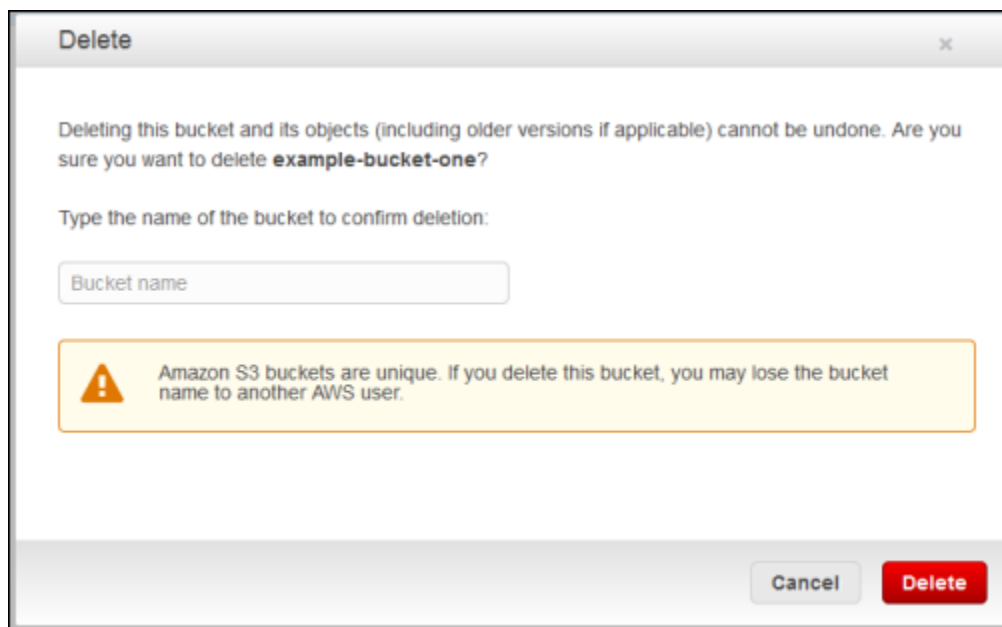 Delete
×
Deleting this bucket and its objects (including older versions if applicable) cannot be undone. Are you
sure you want to delete example-bucket-one?
Type the name of the bucket to confirm deletion:
Bucket name
Amazon S3 buckets are unique. If you delete this bucket, you may lose the bucket
name to another AWS user.
Cancel Delete